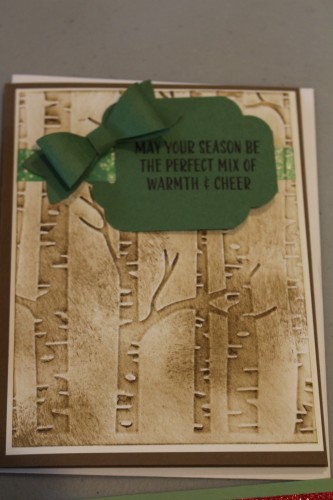 MAY YOUR SEASON BE
THE PERFECT MIX OF
WARMTH & CHEER